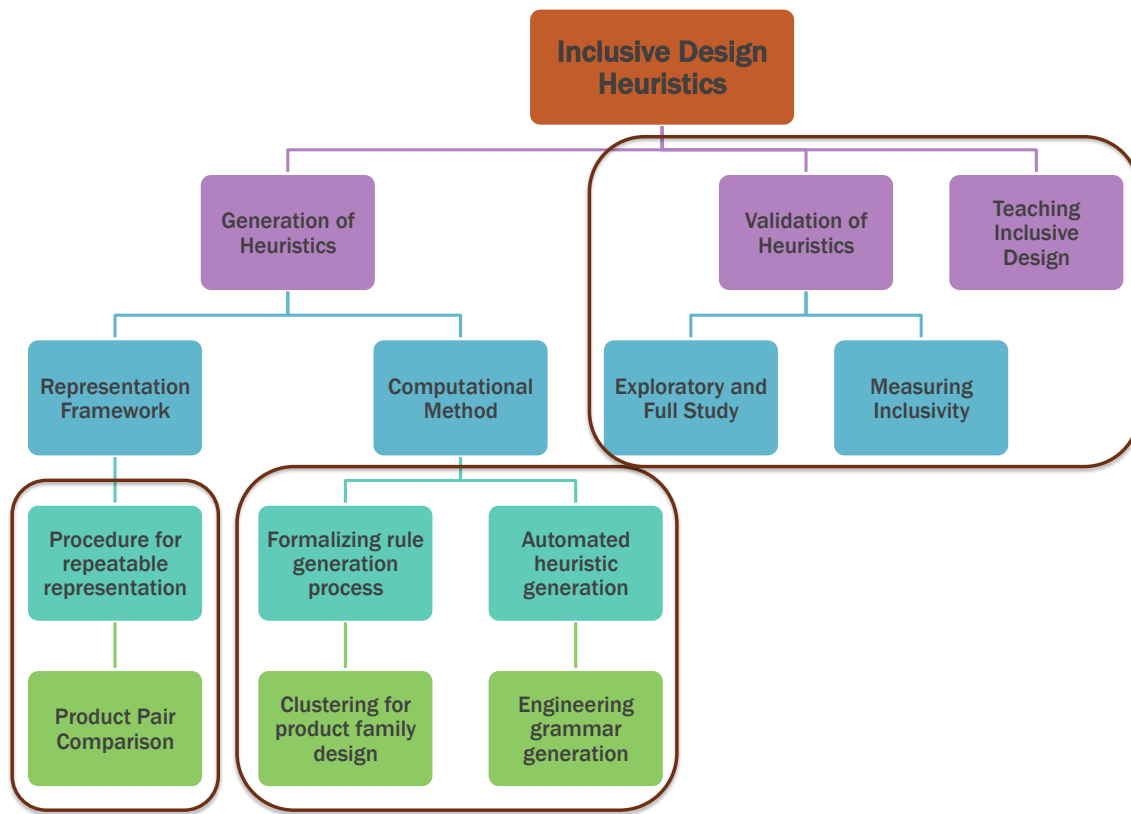 Inclusive Design
Heuristics
Generation of
Heuristics
Validation of
Heuristics
Teaching
Inclusive
Design
Representation
Framework
Computational
Method
Exploratory and
Full Study
Measuring
Inclusivity
Procedure for
repeatable
representation
Formalizing rule
generation
process
Automated
heuristic
generation
Product Pair
Comparison
Clustering for
product family
design
Engineering
grammar
generation